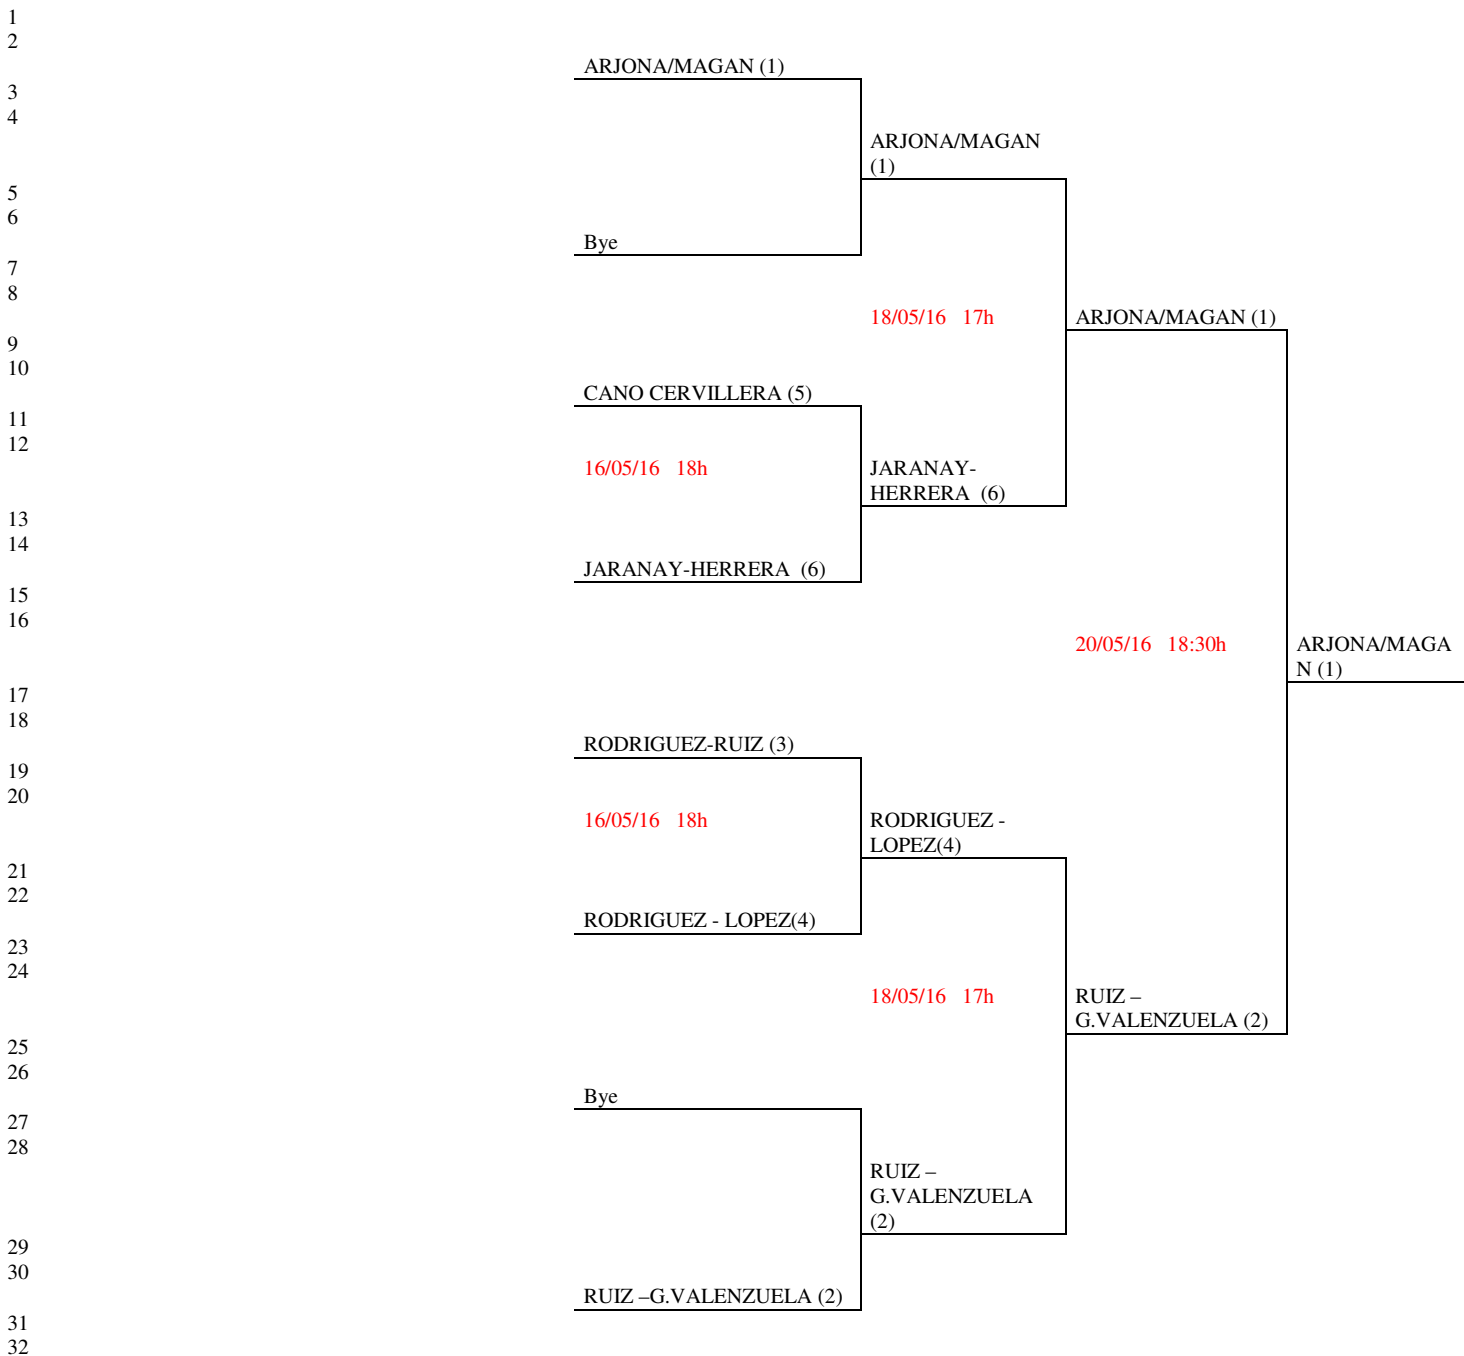 1
2
ARJONA/MAGAN (1)
3
4
ARJONA/MAGAN
(1)
5
6
Bye
7
8
18/05/16 17h
ARJONA/MAGAN (1)
9
10
CANO CERVILLERA (5)
11
12
16/05/16 18h
JARANAY-
HERRERA (6)
13
14
JARANAY-HERRERA (6)
15
16
20/05/16 18:30h
ARJONA/MAGA
N (1)
17
18
RODRIGUEZ-RUIZ (3)
19
20
16/05/16 18h
RODRIGUEZ -
LOPEZ(4)
21
22
RODRIGUEZ - LOPEZ(4)
23
24
18/05/16 17h
RUIZ –
G.VALENZUELA (2)
25
26
Bye
27
28
RUIZ –
G.VALENZUELA
(2)
29
30
RUIZ –G.VALENZUELA (2)
31
32